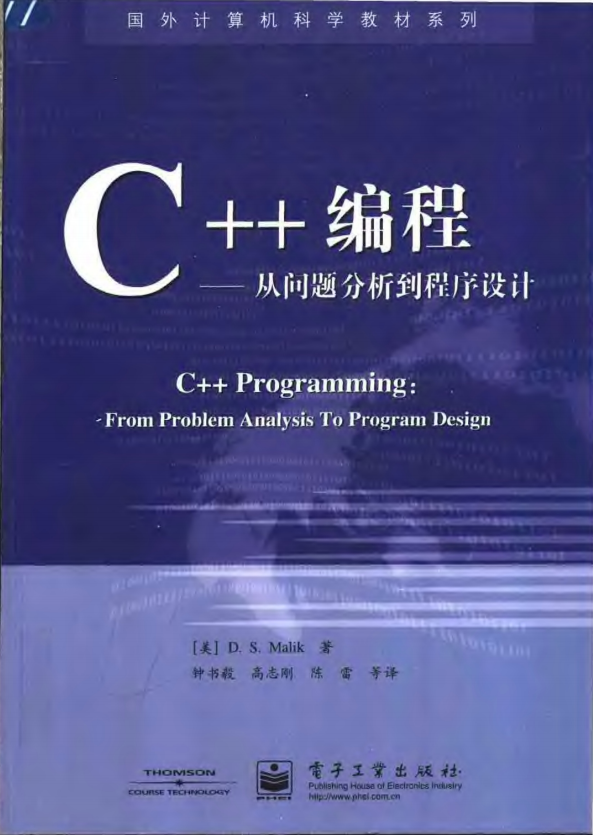 国外计算机科学教材系列
C++编程
——从问题分析到程序设计
C++ Programming:
From Problem Analysis To Program Design
[美] D. S. Malik 著
钟书毅 高志刚 陈雷 等译
THOMSON
COURSE TECHNOLOGY
PHEI
電子工業出版社
Publishing House of Electronics Industry
http://www.phei.com.cn